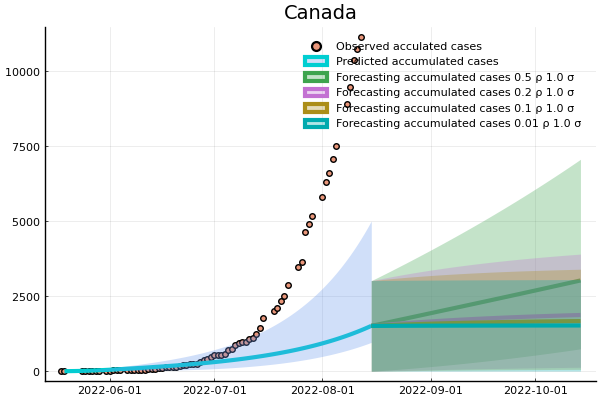 Canada
Observed acculated cases
Predicted accumulated cases
Forecasting accumulated cases 0.5 ρ 1.0 σ
Forecasting accumulated cases 0.2 ρ 1.0 σ
Forecasting accumulated cases 0.1 ρ 1.0 σ
Forecasting accumulated cases 0.01 ρ 1.0 σ
10000
7500
5000
2500
0
2022-06-01 2022-07-01 2022-08-01 2022-09-01 2022-10-01